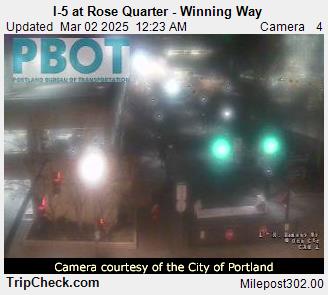 I-5 at Rose Quarter - Winning Way
Updated Mar 02 2025 12:23 AM Camera 4
PBOT
PORTLAND BUREAU OF TRANSPORTATION
Camera courtesy of the City of Portland
TripCheck.com Milepost302.00